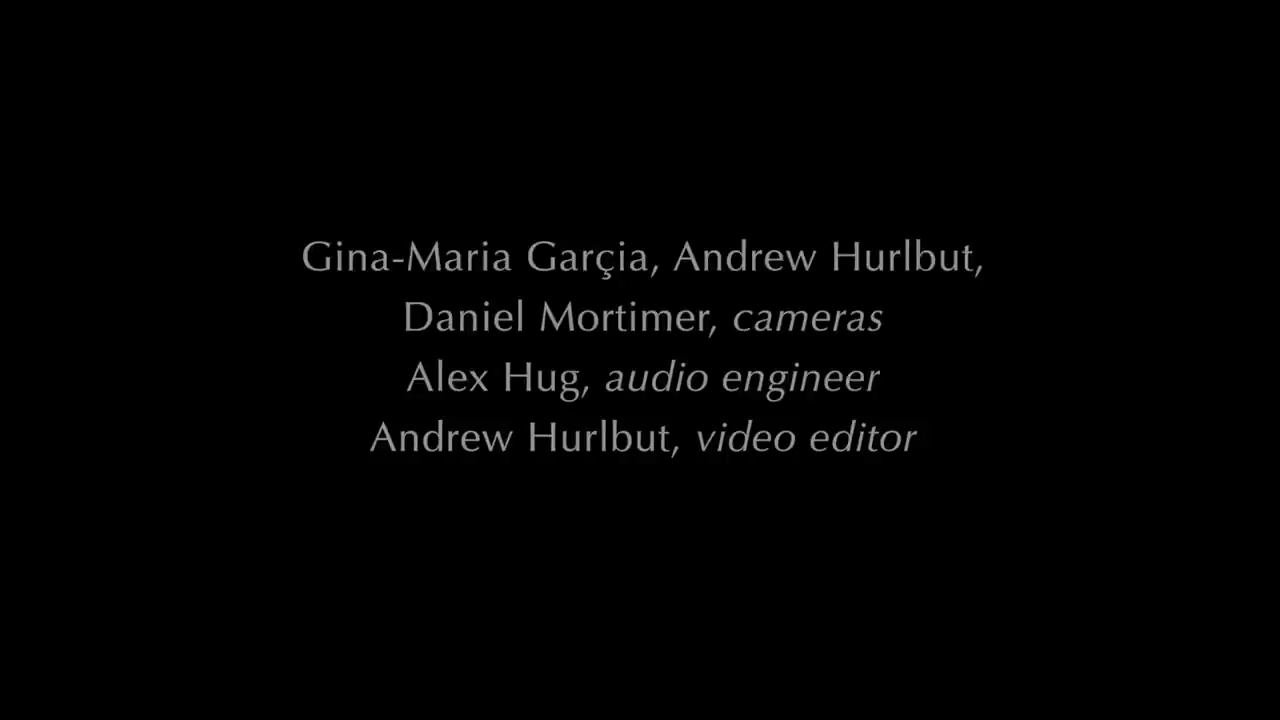 Gina-Maria Garçia, Andrew Hurlbut,
Daniel Mortimer, cameras
Alex Hug, audio engineer
Andrew Hurlbut, video editor